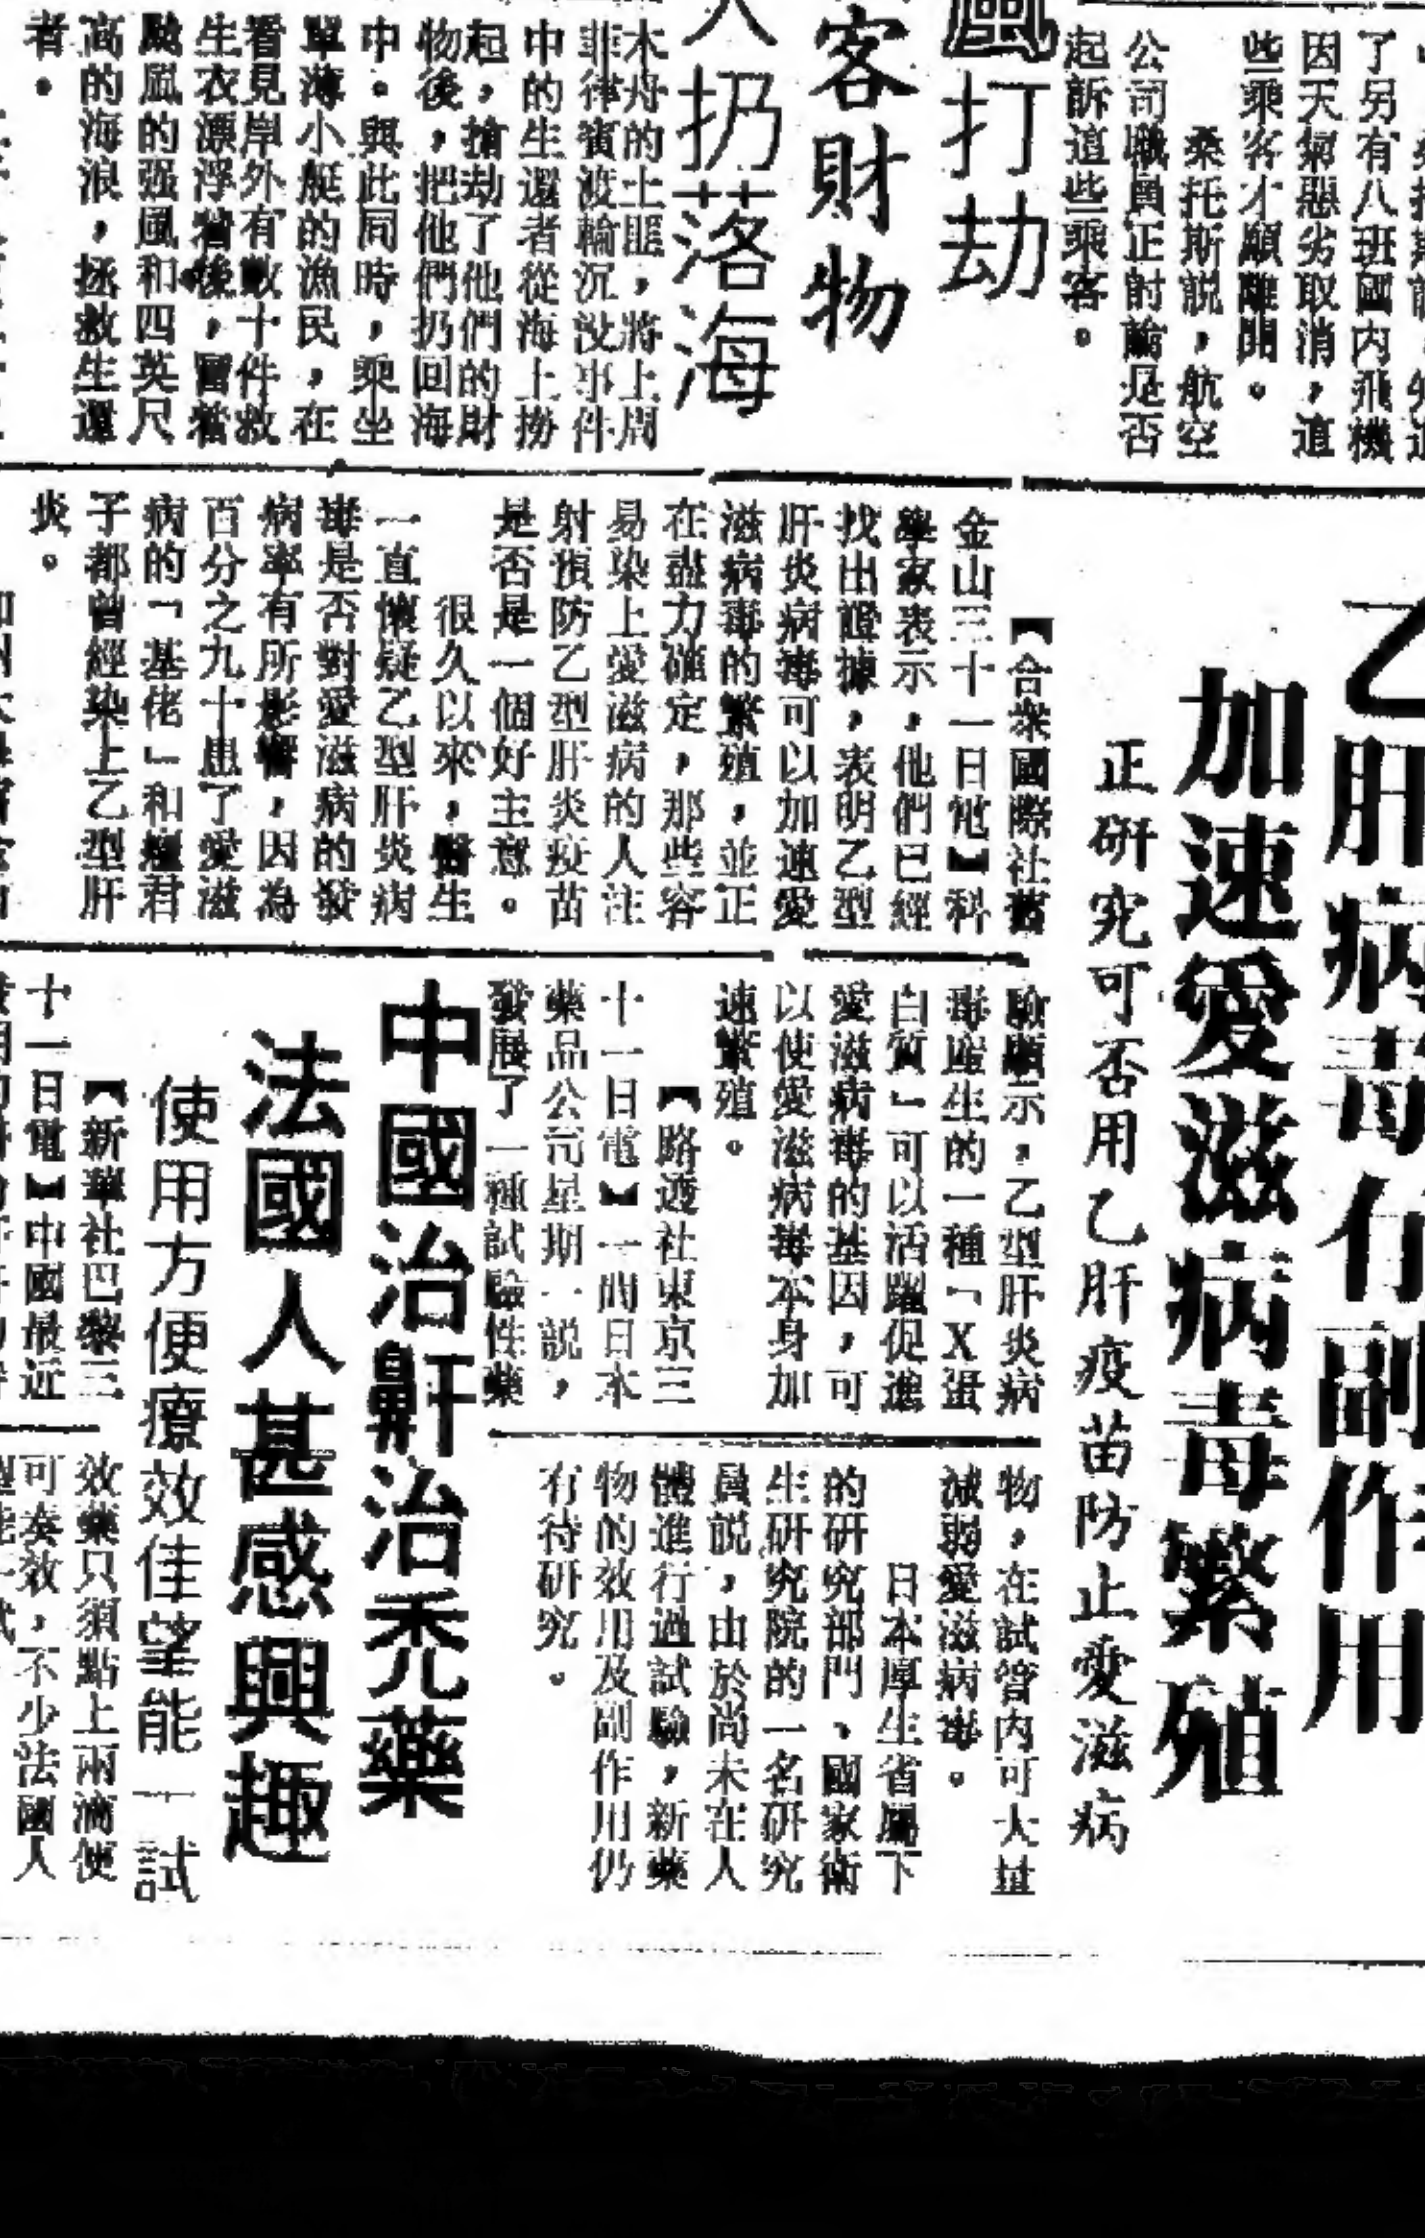 了另有八班國內飛機
因天氣惡劣取消,這
些乘客才願離開。
桑托斯説,航空
公司職員正討論是否
起訴這些乘客。
風打劫
客財物
人扔落海
木舟的土匪,將上周
菲律賓渡輪沉没事件
中的生還者從海上撈
起,搶劫了他們的財
物後,把他們扔回海
中。與此同時,乘坐
單薄小艇的漁民,在
看見岸外有數十件救
生衣漂浮着後,冒着
颱風的强風和四英尺
高的海浪,拯救生還
者。
乙肝病毒有副作用
加速愛滋病毒繁殖
正研究可否用乙肝疫苗防止愛滋病
【合衆國際社舊
金山三十一日電】科
學家表示,他們已經
找出證據,表明乙型
肝炎病毒可以加速愛
滋病毒的繁殖,並正
在盡力確定,那些容
易染上愛滋病的人注
射預防乙型肝炎疫苗
是否是一個好主意。
很久以來,醫生
一直懷疑乙型肝炎病
毒是否對愛滋病的發
病率有所影響,因為
百分之九十患了愛滋
病的「基佬」和癮君
子都曾經染上乙型肝
炎。
驗顯示,乙型肝炎病
毒産生的一種「X蛋
白質」可以活躍促進
愛滋病毒的基因,可
以使愛滋病毒本身加
速繁殖。
【路透社東京三
十一日電】一間日本
藥品公司星期一説,
發展了一種試驗性藥
物,在試管内可大量
減弱愛滋病毒。
日本厚生省屬下
的研究部門、國家衛
生研究院的一名研究
員説,由於尚未在人
體進行過試驗,新藥
物的效用及副作用仍
有待研究。
中國治鼾治禿藥
法國人甚感興趣
使用方便療效佳望能一試
【新華社巴黎三
十一日電】中國最近
效藥只須點上兩滴便
可奏效,不少法國人